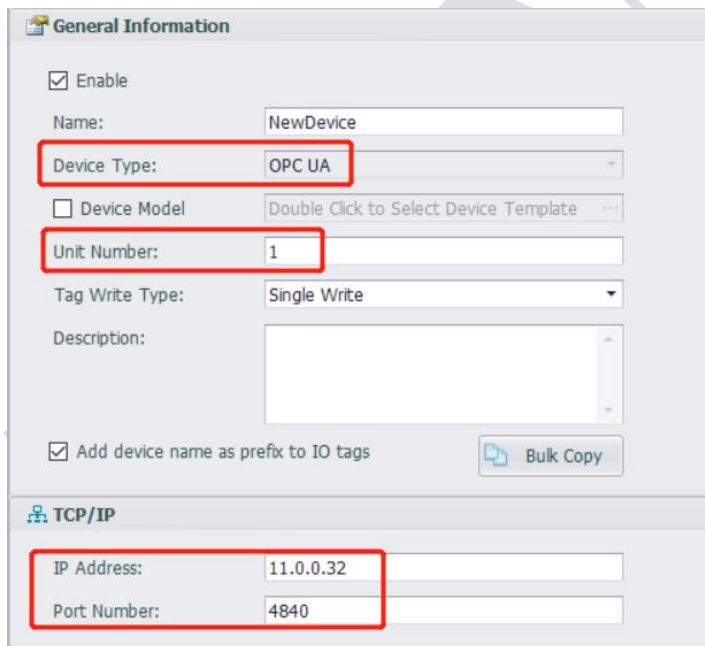 General Information
Enable
Name: NewDevice
Device Type: OPC UA
Device Model Double Click to Select Device Template ...
Unit Number: 1
Tag Write Type: Single Write
Description:
Add device name as prefix to IO tags Bulk Copy
TCP/IP
IP Address: 11.0.0.32
Port Number: 4840